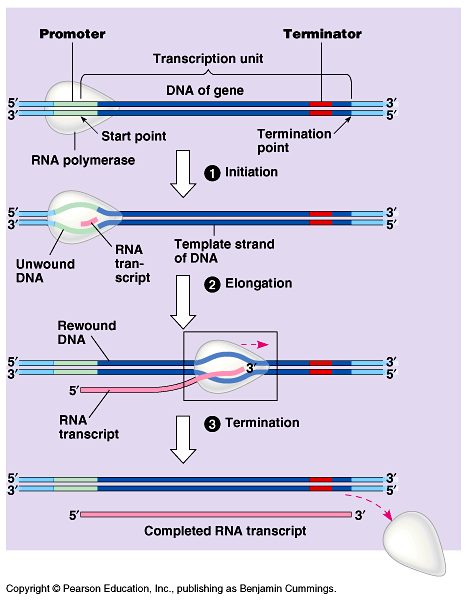 Promoter
Terminator
Transcription unit
DNA of gene
5′ 3′
3′ 5′
Start point
Termination
point
RNA polymerase
1 Initiation
5′ 3′
3′ 5′
Unwound
DNA
RNA
tran-
script
Template strand
of DNA
2 Elongation
Rewound
DNA
5′ 3′
3′ 5′
3′
5′
RNA
transcript
3 Termination
5′ 3′
3′ 5′
5′ 3′
Completed RNA transcript
Copyright © Pearson Education, Inc., publishing as Benjamin Cummings.